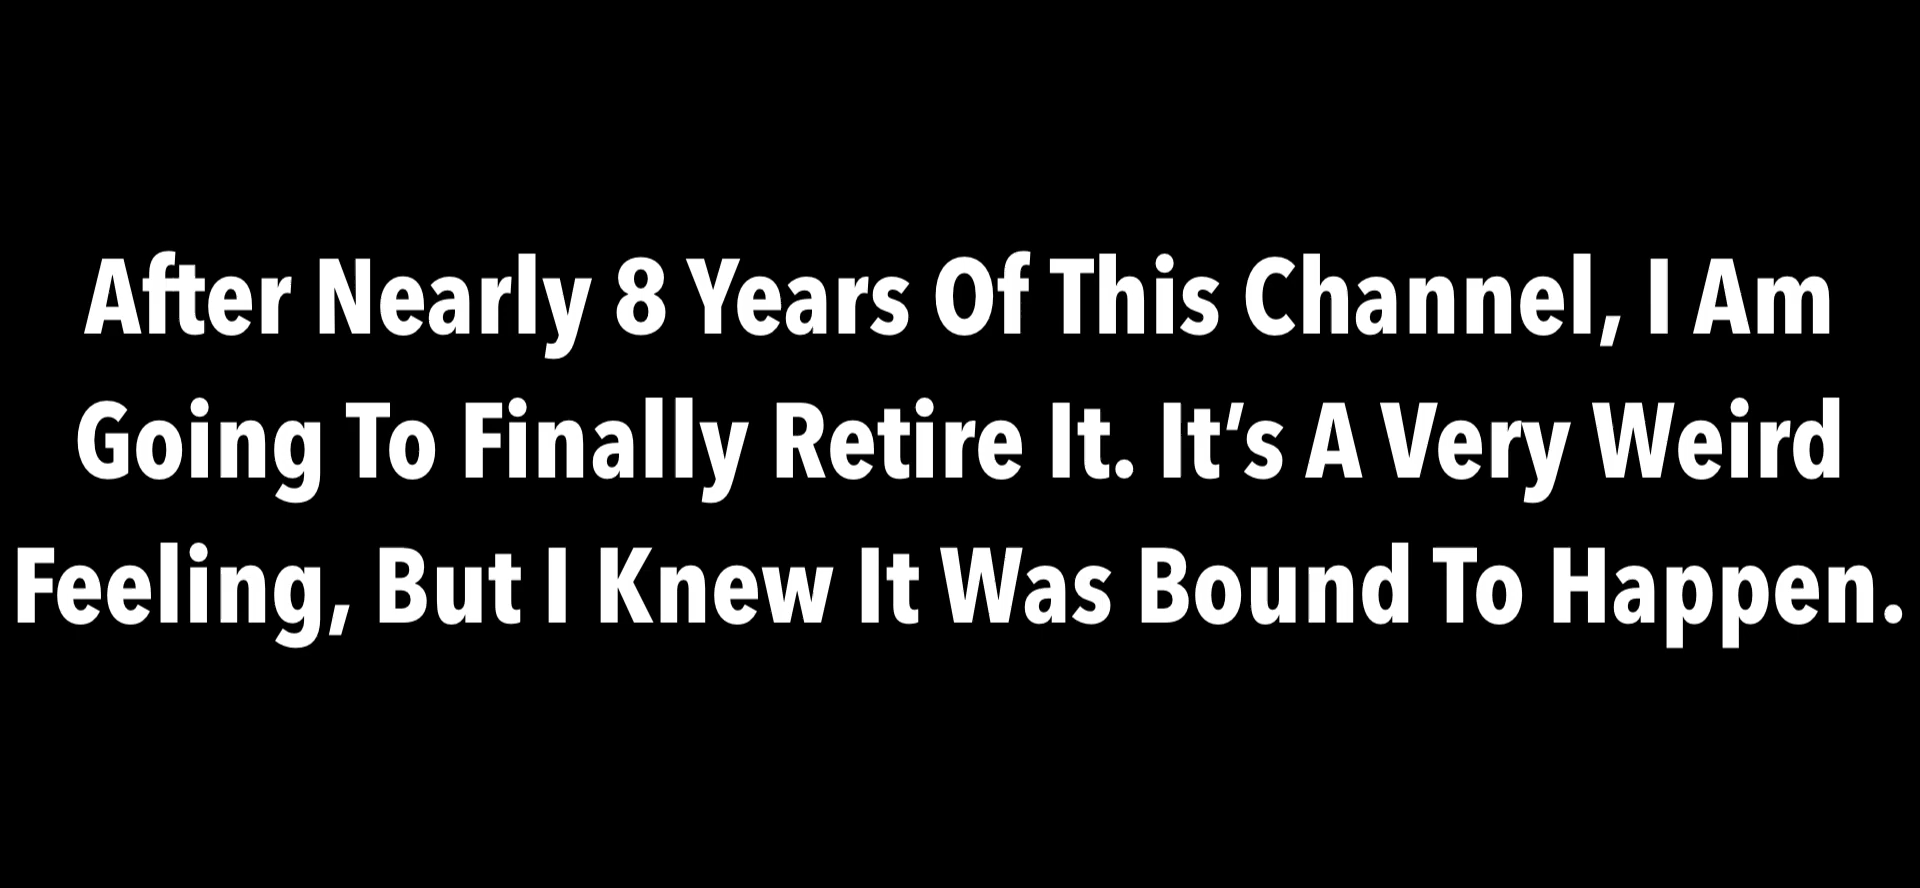 After Nearly 8 Years Of This Channel, I Am
Going To Finally Retire It. It’s A Very Weird
Feeling, But I Knew It Was Bound To Happen.